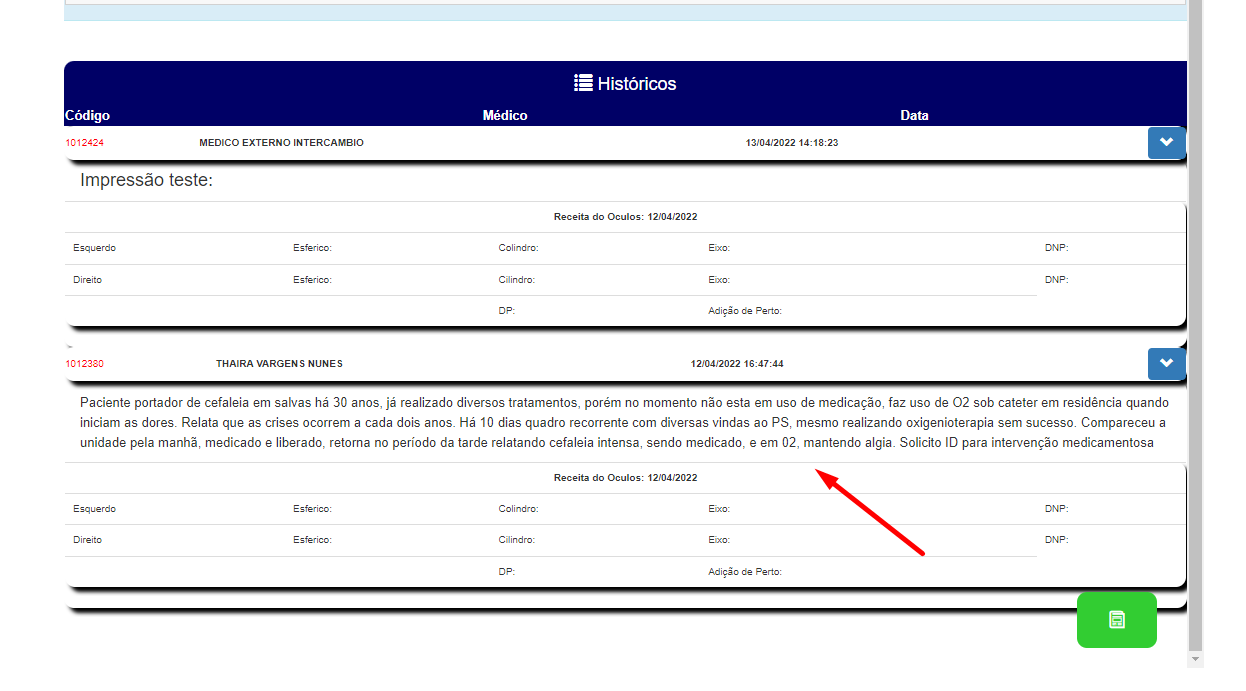 Históricos
Código Médico Data
1012424 MEDICO EXTERNO INTERCAMBIO 13/04/2022 14:18:23
Impressão teste:
Receita do Oculos: 12/04/2022
Esquerdo Esferico: Colindro: Eixo: DNP:
Direito Esferico: Cilindro: Eixo: DNP:
DP: Adição de Perto:
1012380 THAIRA VARGENS NUNES 12/04/2022 16:47:44
Paciente portador de cefaleia em salvas há 30 anos, já realizado diversos tratamentos, porém no momento não esta em uso de medicação, faz uso de O2 sob cateter em residência quando
iniciam as dores. Relata que as crises ocorrem a cada dois anos. Há 10 dias quadro recorrente com diversas vindas ao PS, mesmo realizando oxigenioterapia sem sucesso. Compareceu a
unidade pela manhã, medicado e liberado, retorna no período da tarde relatando cefaleia intensa, sendo medicado, e em 02, mantendo algia. Solicito ID para intervenção medicamentosa
Receita do Oculos: 12/04/2022
Esquerdo Esferico: Colindro: Eixo: DNP:
Direito Esferico: Cilindro: Eixo: DNP:
DP: Adição de Perto: